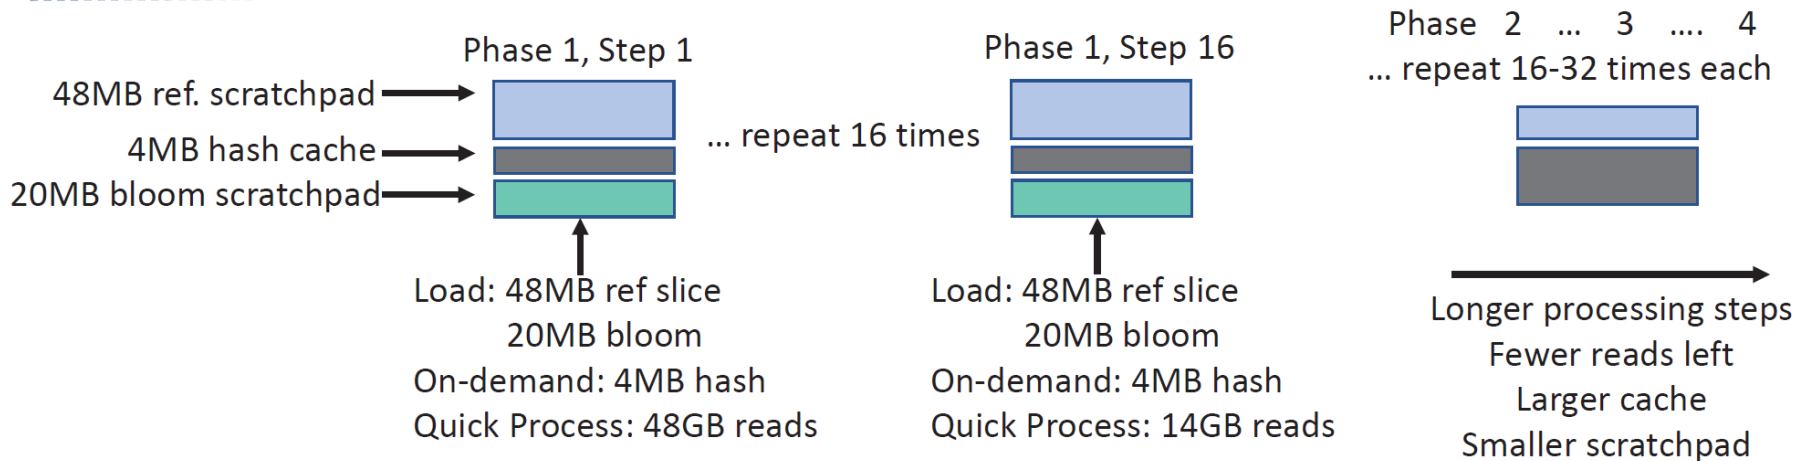 Phase 1, Step 1
48MB ref. scratchpad
4MB hash cache
20MB bloom scratchpad
Load: 48MB ref slice
20MB bloom
On-demand: 4MB hash
Quick Process: 48GB reads
... repeat 16 times
Phase 1, Step 16
Load: 48MB ref slice
20MB bloom
On-demand: 4MB hash
Quick Process: 14GB reads
Phase 2 ... 3 .... 4
... repeat 16-32 times each
Longer processing steps
Fewer reads left
Larger cache
Smaller scratchpad